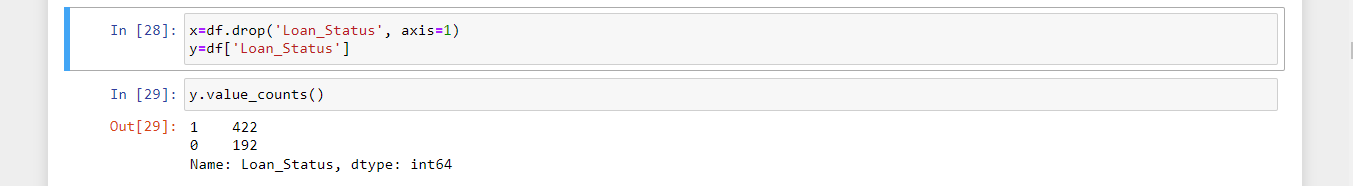 In [28]: x=df.drop('Loan_Status', axis=1)
y=df['Loan_Status']
In [29]: y.value_counts()
Out[29]: 1    422
0    192
Name: Loan_Status, dtype: int64